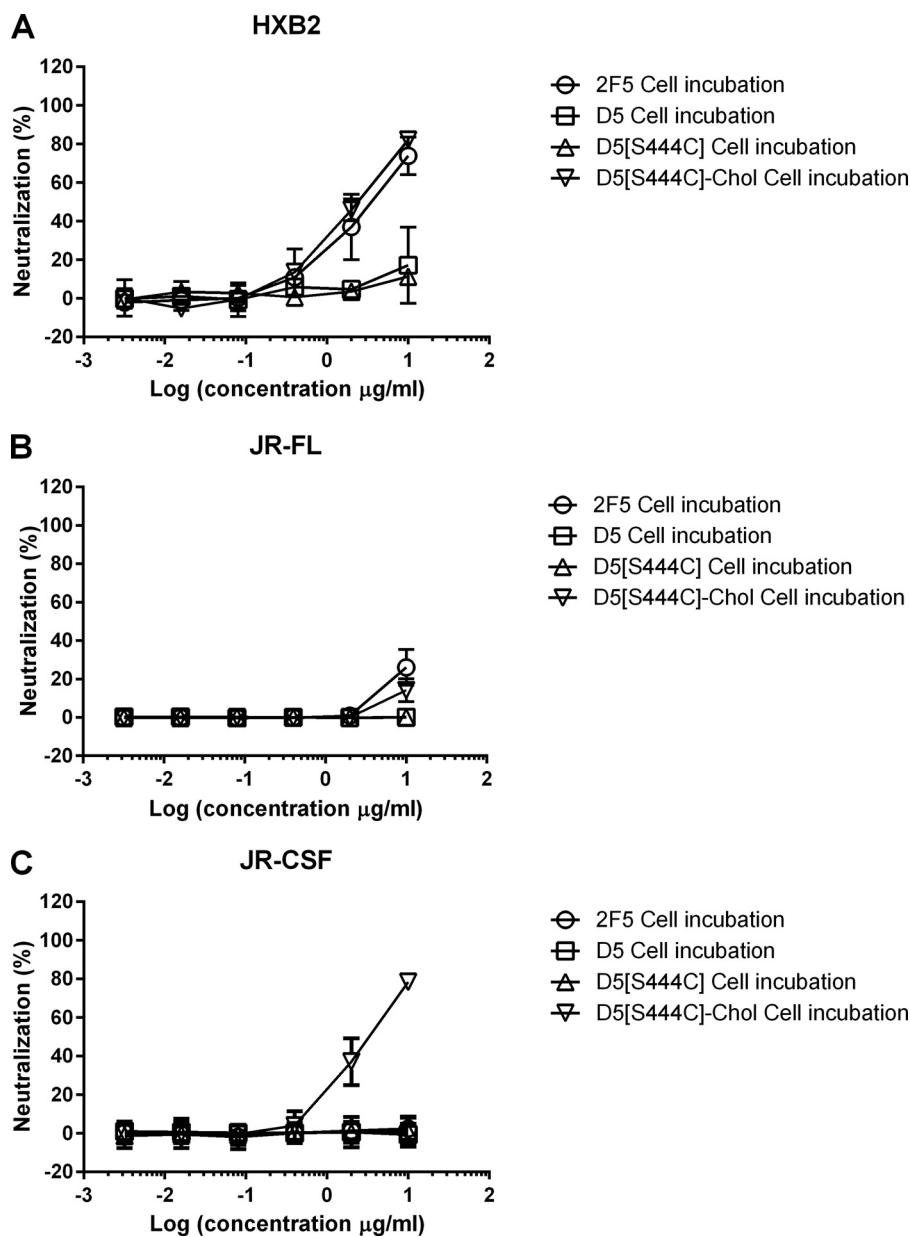 A
HXB2
120
100
80
60
40
20
0
-20
Neutralization (%)
-3 -2 -1 0 1 2
Log (concentration μg/ml)
2F5 Cell incubation
D5 Cell incubation
D5[S444C] Cell incubation
D5[S444C]-Chol Cell incubation
B
JR-FL
120
100
80
60
40
20
0
-20
Neutralization (%)
-3 -2 -1 0 1 2
Log (concentration μg/ml)
2F5 Cell incubation
D5 Cell incubation
D5[S444C] Cell incubation
D5[S444C]-Chol Cell incubation
C
JR-CSF
120
100
80
60
40
20
0
-20
Neutralization (%)
-3 -2 -1 0 1 2
Log (concentration μg/ml)
2F5 Cell incubation
D5 Cell incubation
D5[S444C] Cell incubation
D5[S444C]-Chol Cell incubation